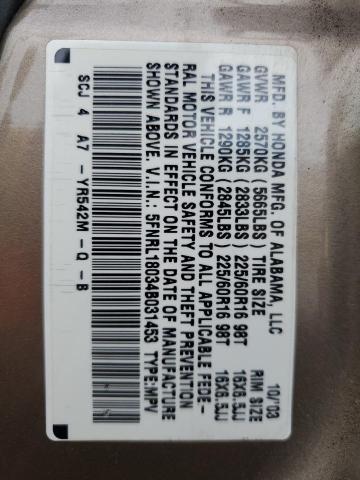 MFD. BY HONDA MFG. OF ALABAMA, LLC 10/'03
GVWR 2570KG (5665LBS) TIRE SIZE RIM SIZE
GAWR F 1285KG (2833LBS) 225/60R16 98T 16X6.5JJ
GAWR R 1290KG (2845LBS) 225/60R16 98T 16X6.5JJ
THIS VEHICLE CONFORMS TO ALL APPLICABLE FEDE-
RAL MOTOR VEHICLE SAFETY AND THEFT PREVENTION
STANDARDS IN EFFECT ON THE DATE OF MANUFACTURE
SHOWN ABOVE. V.I.N.: 5FNRL18034B031453 TYPE:MPV
SCJ 4 A7 - YR542M - Q - B